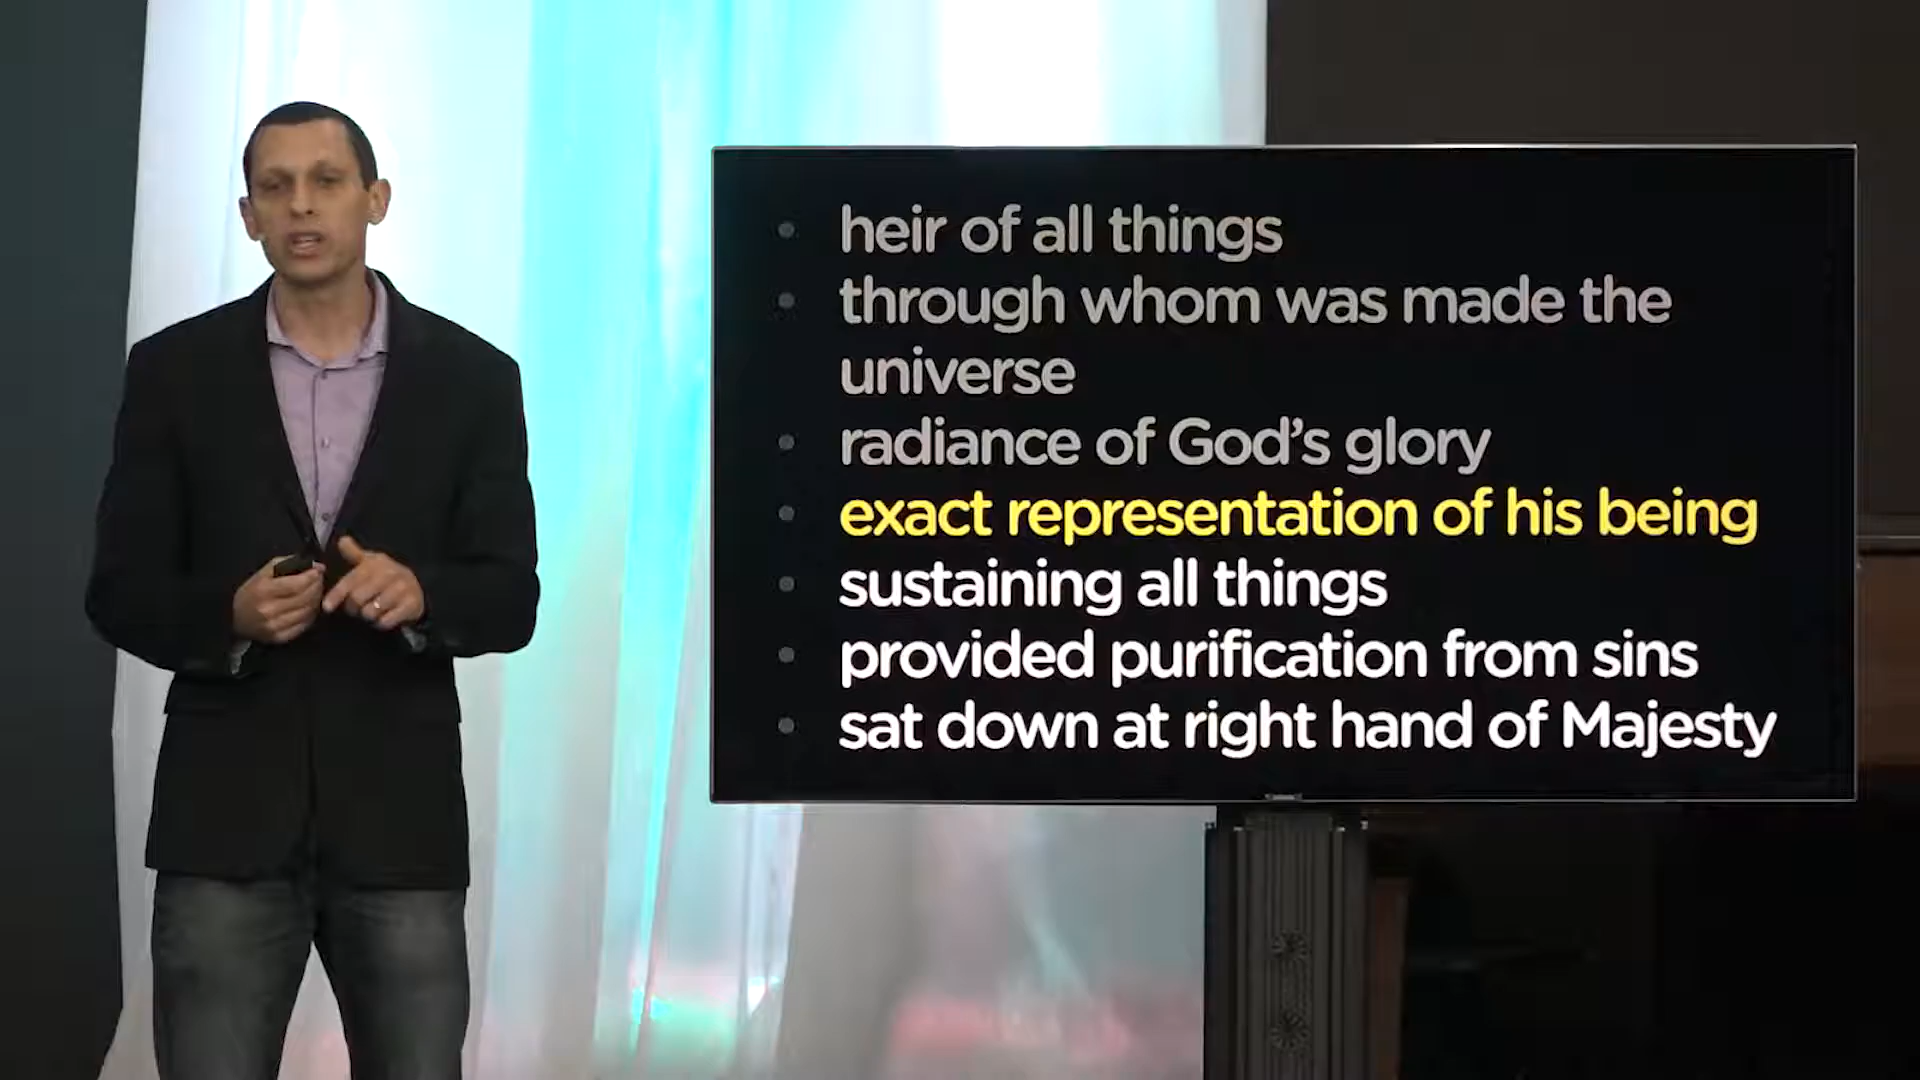 heir of all things
through whom was made the
universe
radiance of God's glory
exact representation of his being
sustaining all things
provided purification from sins
sat down at right hand of Majesty